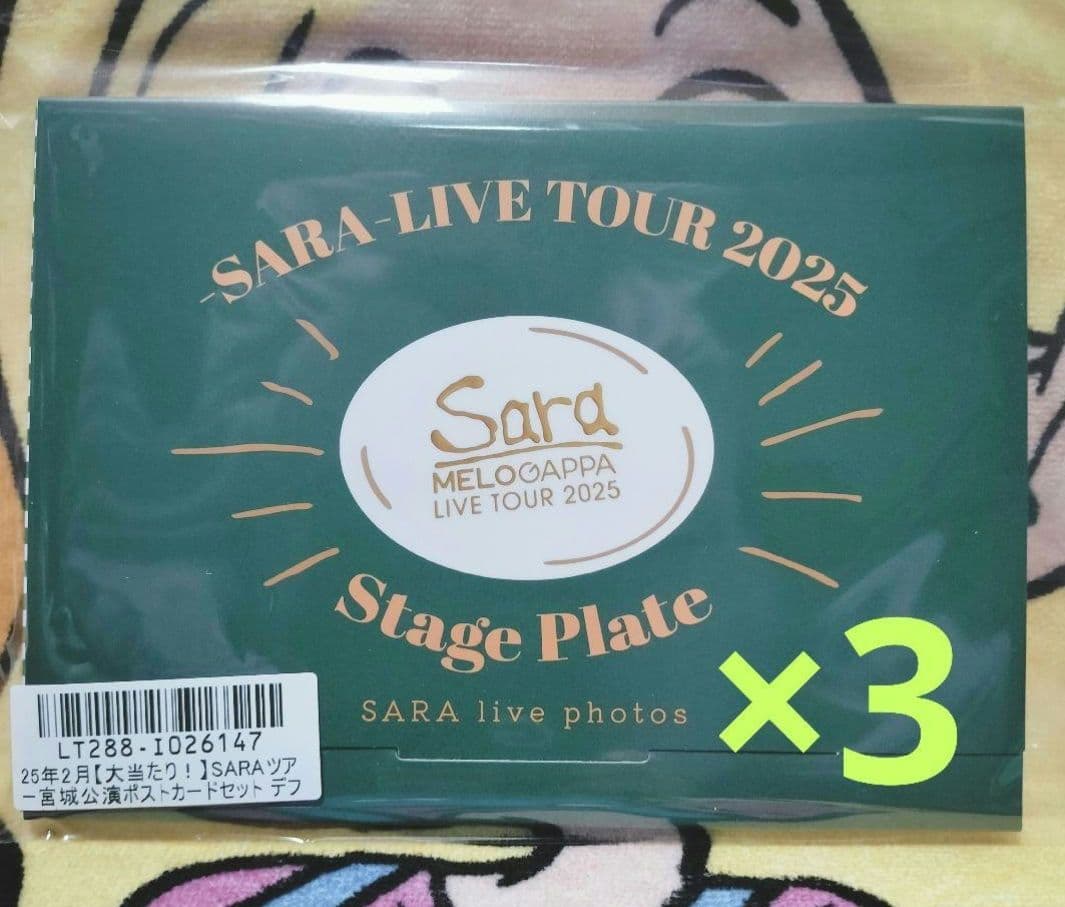 -SARA-LIVE TOUR 2025
Sara
MELOGAPPA
LIVE TOUR 2025
Stage Plate
SARA live photos
×3
LT288-I026147
25年2月【大当たり！】SARAツア
ー宮城公演ポストカードセット デフ